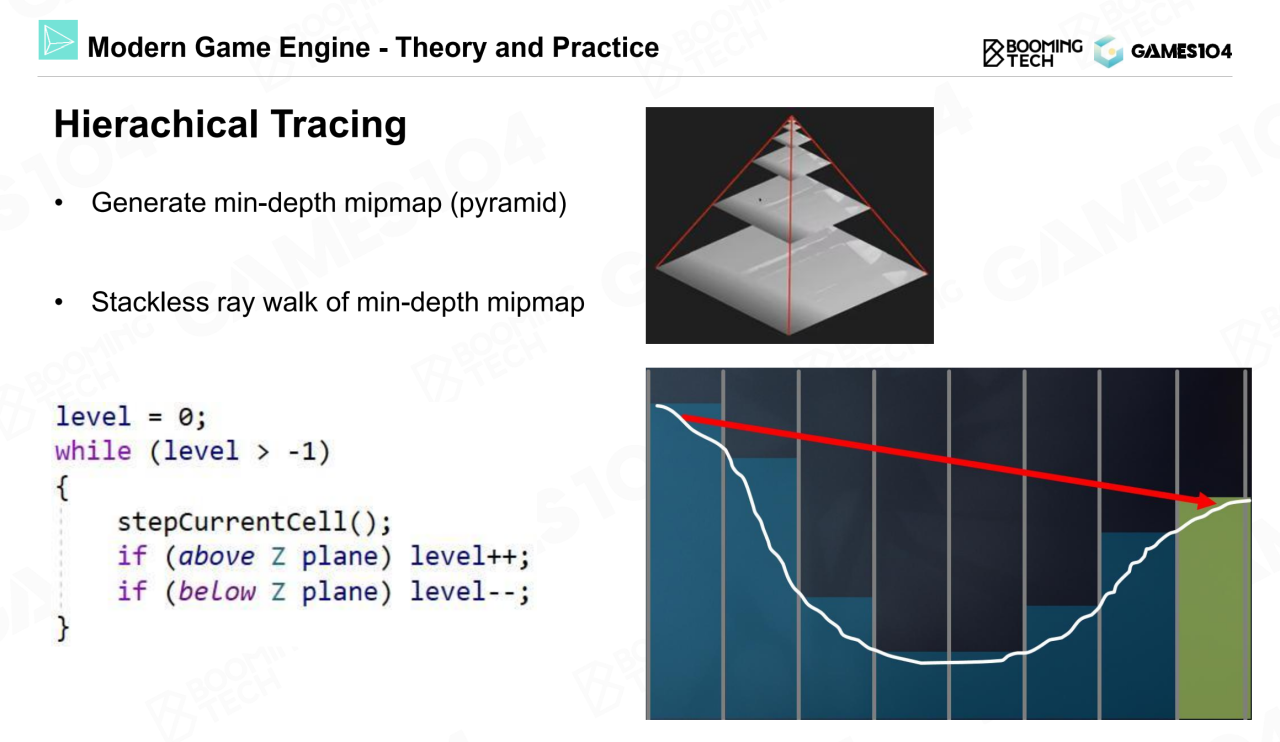 Modern Game Engine - Theory and Practice
BOOMING
TECH
GAMES104
Hierachical Tracing
• Generate min-depth mipmap (pyramid)
• Stackless ray walk of min-depth mipmap
level = 0;
while (level > -1)
{
    stepCurrentCell();
    if (above Z plane) level++;
    if (below Z plane) level--;
}